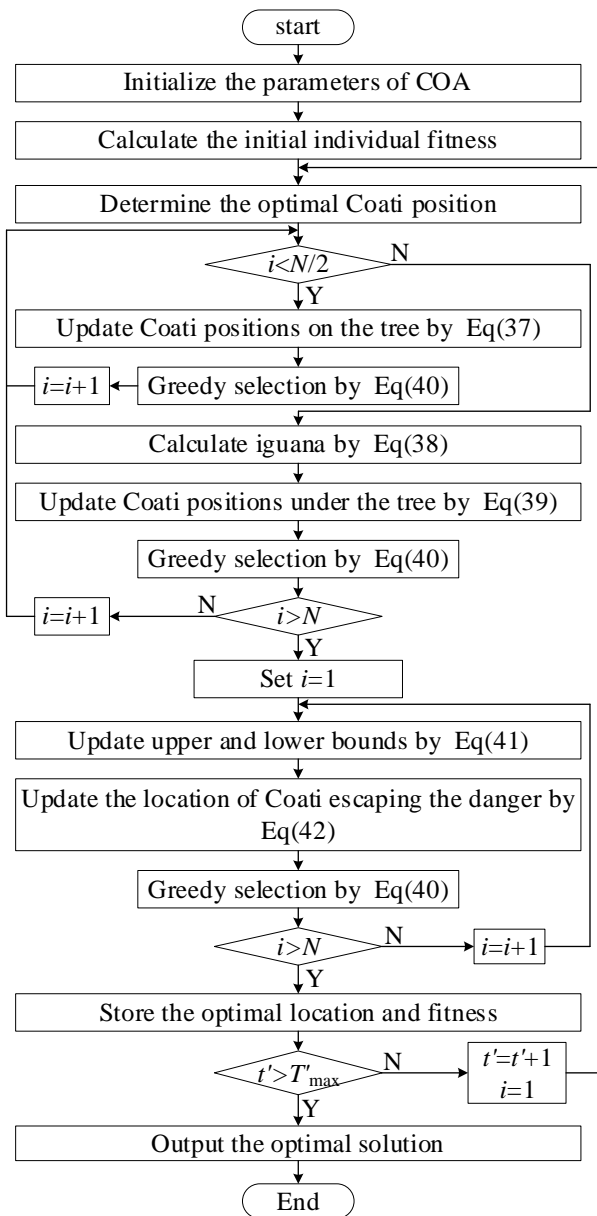 start
Initialize the parameters of COA
Calculate the initial individual fitness
Determine the optimal Coati position
i<N/2
N
Y
Update Coati positions on the tree by Eq(37)
i=i+1
Greedy selection by Eq(40)
Calculate iguana by Eq(38)
Update Coati positions under the tree by Eq(39)
Greedy selection by Eq(40)
i=i+1
N
i>N
Y
Set i=1
Update upper and lower bounds by Eq(41)
Update the location of Coati escaping the danger by
Eq(42)
Greedy selection by Eq(40)
i>N
N
i=i+1
Y
Store the optimal location and fitness
t'>T'max
N
t'=t'+1
i=1
Y
Output the optimal solution
End